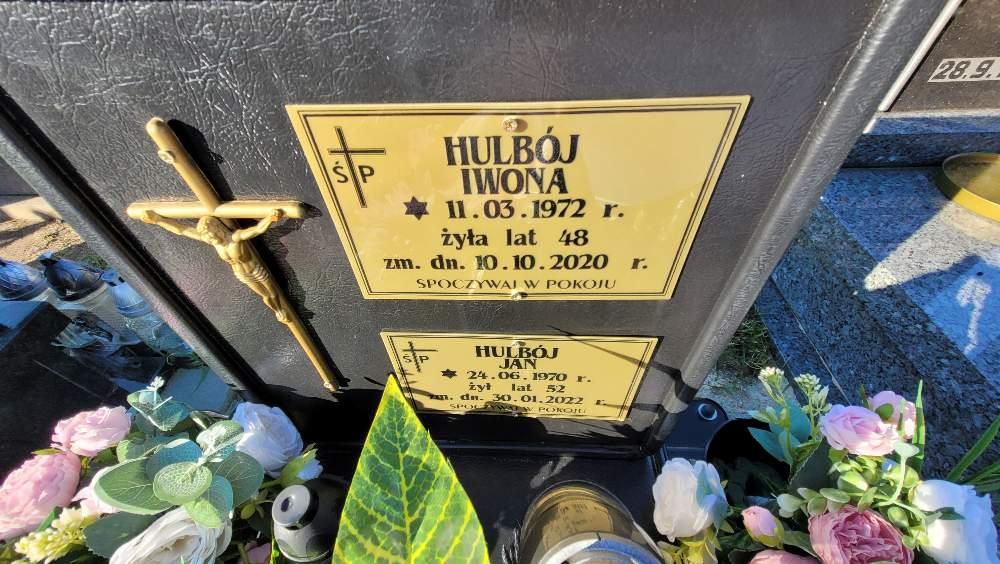 Ś P
HULBÓJ
IWONA
11.03.1972 r.
żyła lat 48
zm. dn. 10.10.2020 r.
SPOCZYWAJ W POKOJU
Ś P
HULBÓJ
JAN
24.06.1970 r.
żył lat 52
zm. dn. 30.01.2022 r.
SPOCZYWAJ W POKOJU
28.9.